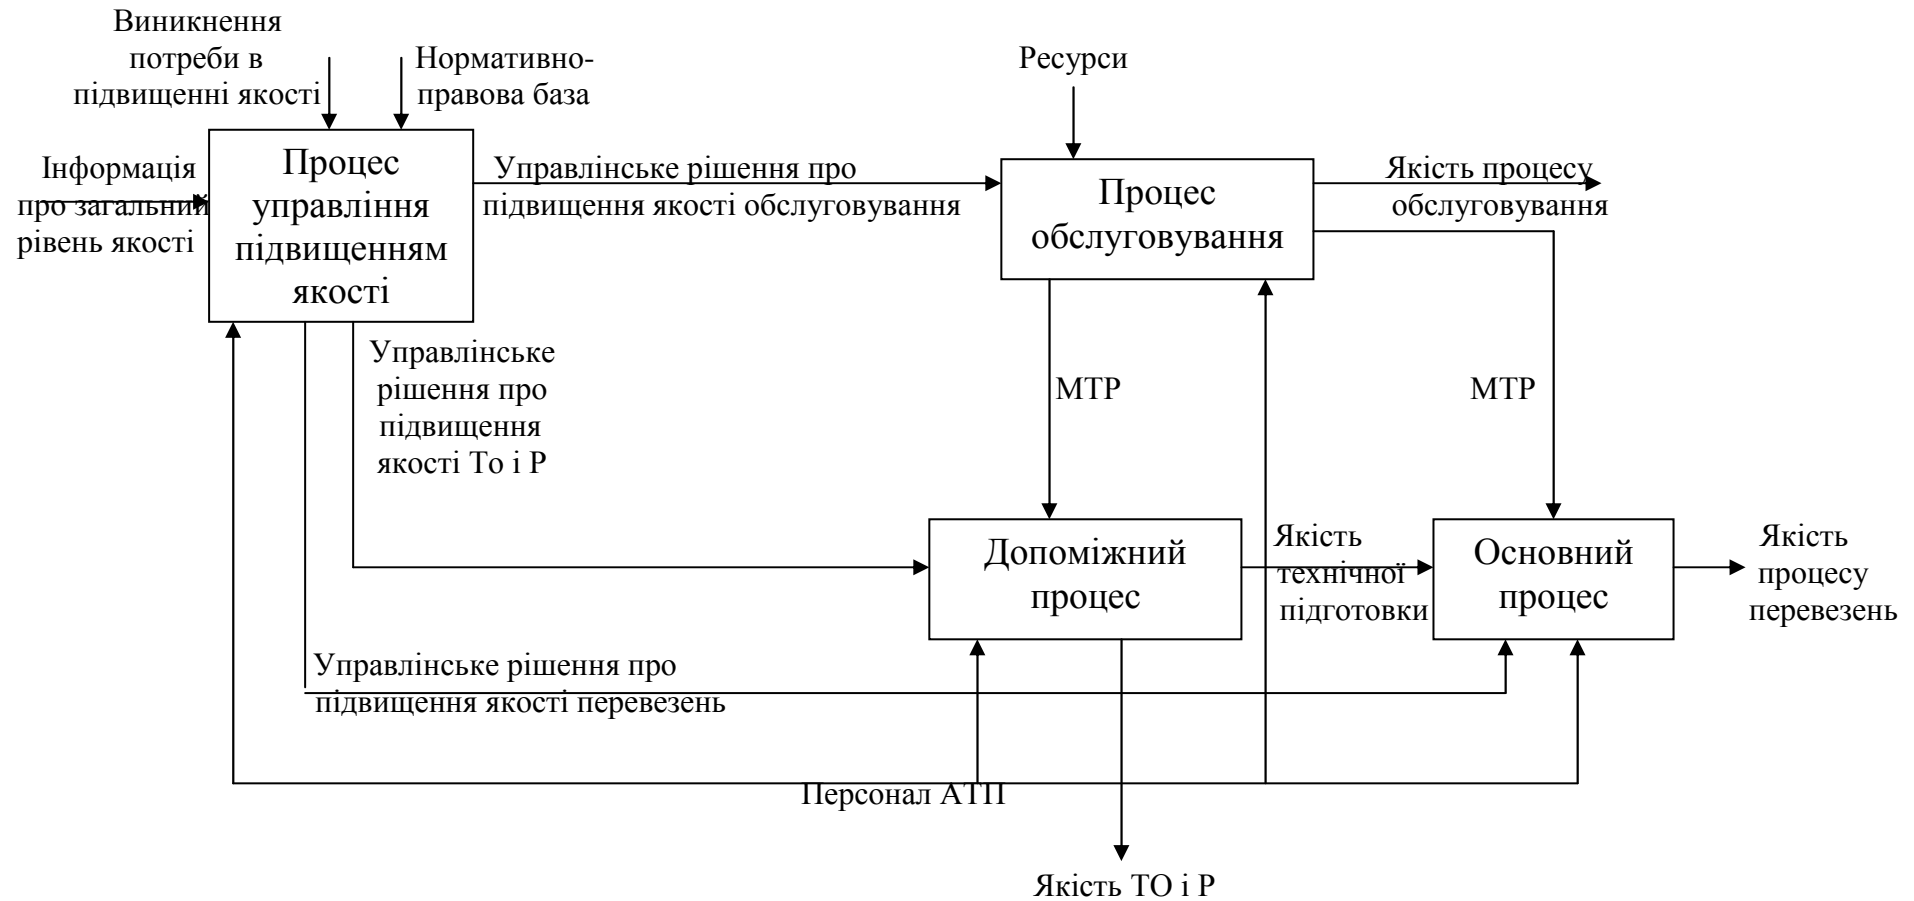 Виникнення
потреби в
підвищенні якості
Нормативно-
правова база
Ресурси
Інформація
про загальний
рівень якості
Процес
управління
підвищенням
якості
Управлінське рішення про
підвищення якості обслуговування
Процес
обслуговування
Якість процесу
обслуговування
Управлінське
рішення про
підвищення
якості То і Р
МТР
МТР
Допоміжний
процес
Якість
технічної
підготовки
Основний
процес
Якість
процесу
перевезень
Управлінське рішення про
підвищення якості перевезень
Персонал АТП
Якість ТО і Р